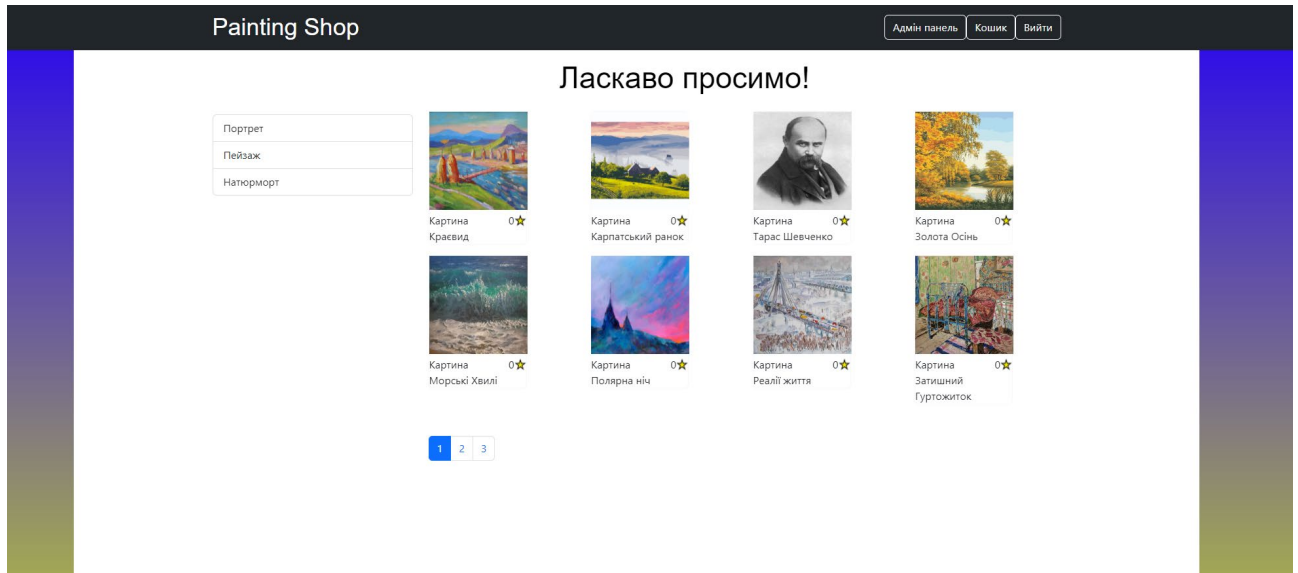 Painting Shop
Адмін панель Кошик Вийти
Ласкаво просимо!
Портрет
Пейзаж
Натюрморт
Картина 0
Краєвид
Картина 0
Карпатський ранок
Картина 0
Тарас Шевченко
Картина 0
Золота Осінь
Картина 0
Морські Хвилі
Картина 0
Полярна ніч
Картина 0
Реалії життя
Картина 0
Затишний
Гуртожиток
1 2 3